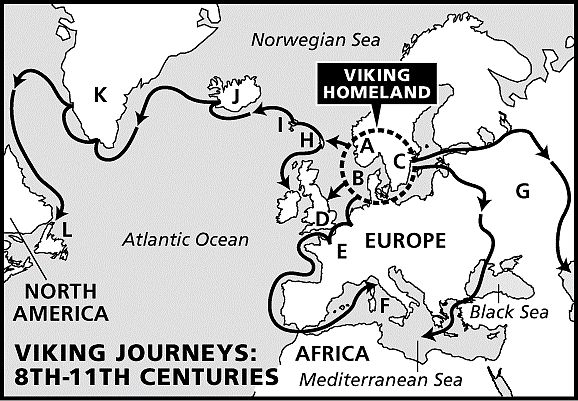 Norwegian Sea
VIKING
HOMELAND
K
J
I
H
A
B
C
G
L
D
E
Atlantic Ocean
EUROPE
F
NORTH
AMERICA
Black Sea
VIKING JOURNEYS:
8TH-11TH CENTURIES
AFRICA
Mediterranean Sea